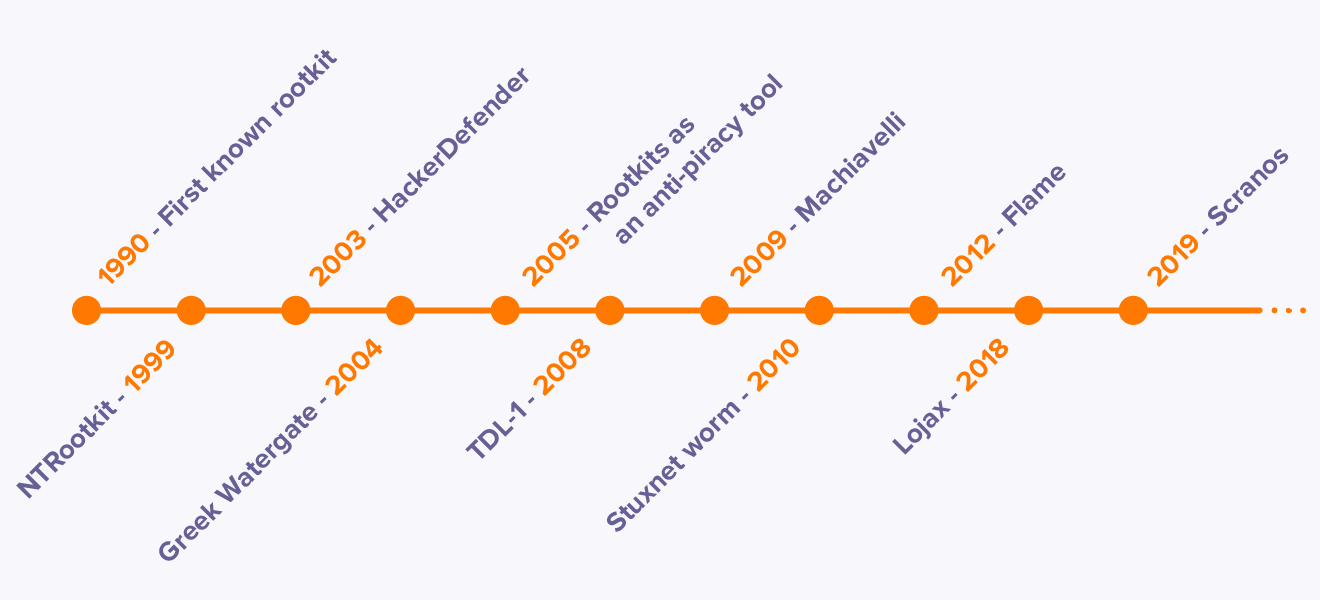 1990 - First known rootkit
NTRootkit - 1999
2003 - HackerDefender
Greek Watergate - 2004
2005 - Rootkits as
an anti-piracy tool
TDL-1 - 2008
2009 - Machiavelli
Stuxnet worm - 2010
2012 - Flame
Lojax - 2018
2019 - Scranos